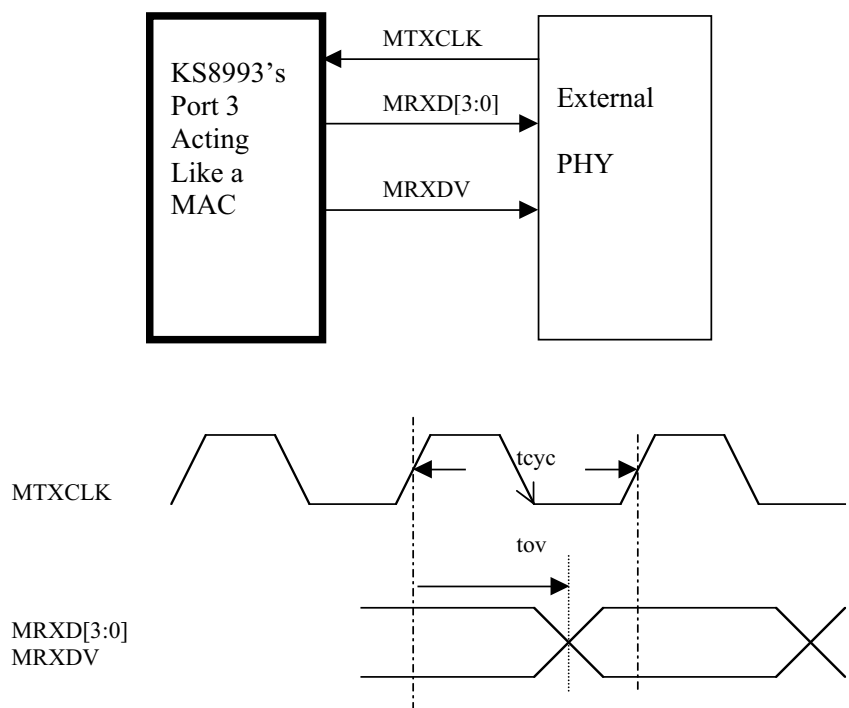 KS8993's
Port 3
Acting
Like a
MAC
MTXCLK
MRXD[3:0]
MRXDV
External
PHY
tcyc
MTXCLK
tov
MRXD[3:0]
MRXDV